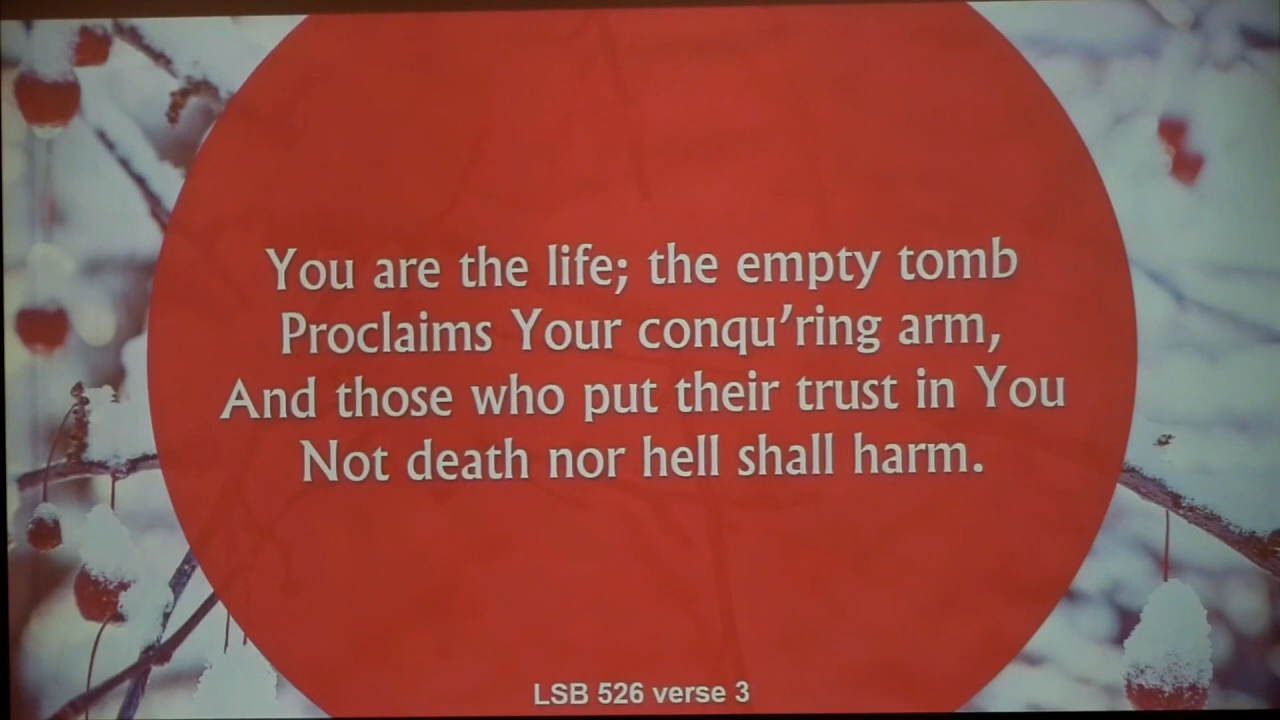 You are the life; the empty tomb
Proclaims Your conqu’ring arm,
And those who put their trust in You
Not death nor hell shall harm.
LSB 526 verse 3